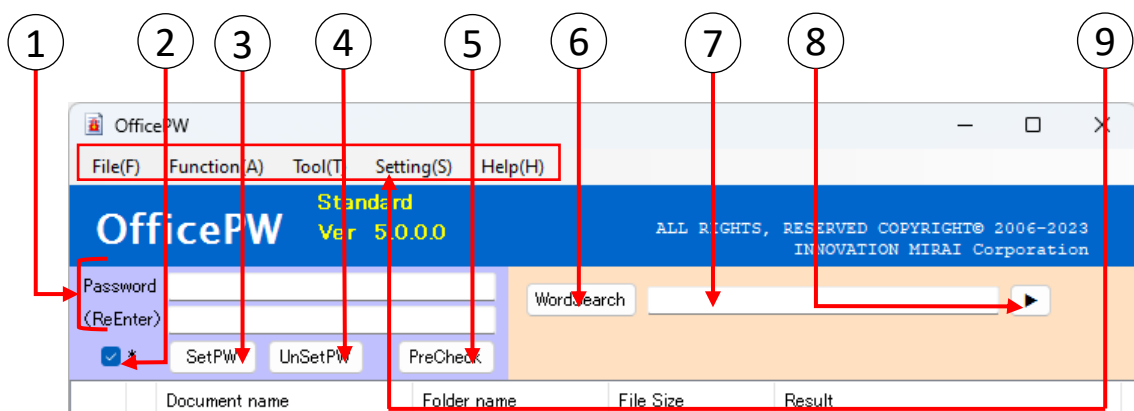 1 2 3 4 5 6 7 8 9
OfficePW
File(F) Function(A) Tool(T) Setting(S) Help(H)
OfficePW
Standard
Ver 5.0.0.0
ALL RIGHTS, RESERVED COPYRIGHT© 2006-2023
INNOVATION MIRAI Corporation
Password
(ReEnter)
WordSearch
* SetPW UnSetPW PreCheck
Document name Folder name File Size Result